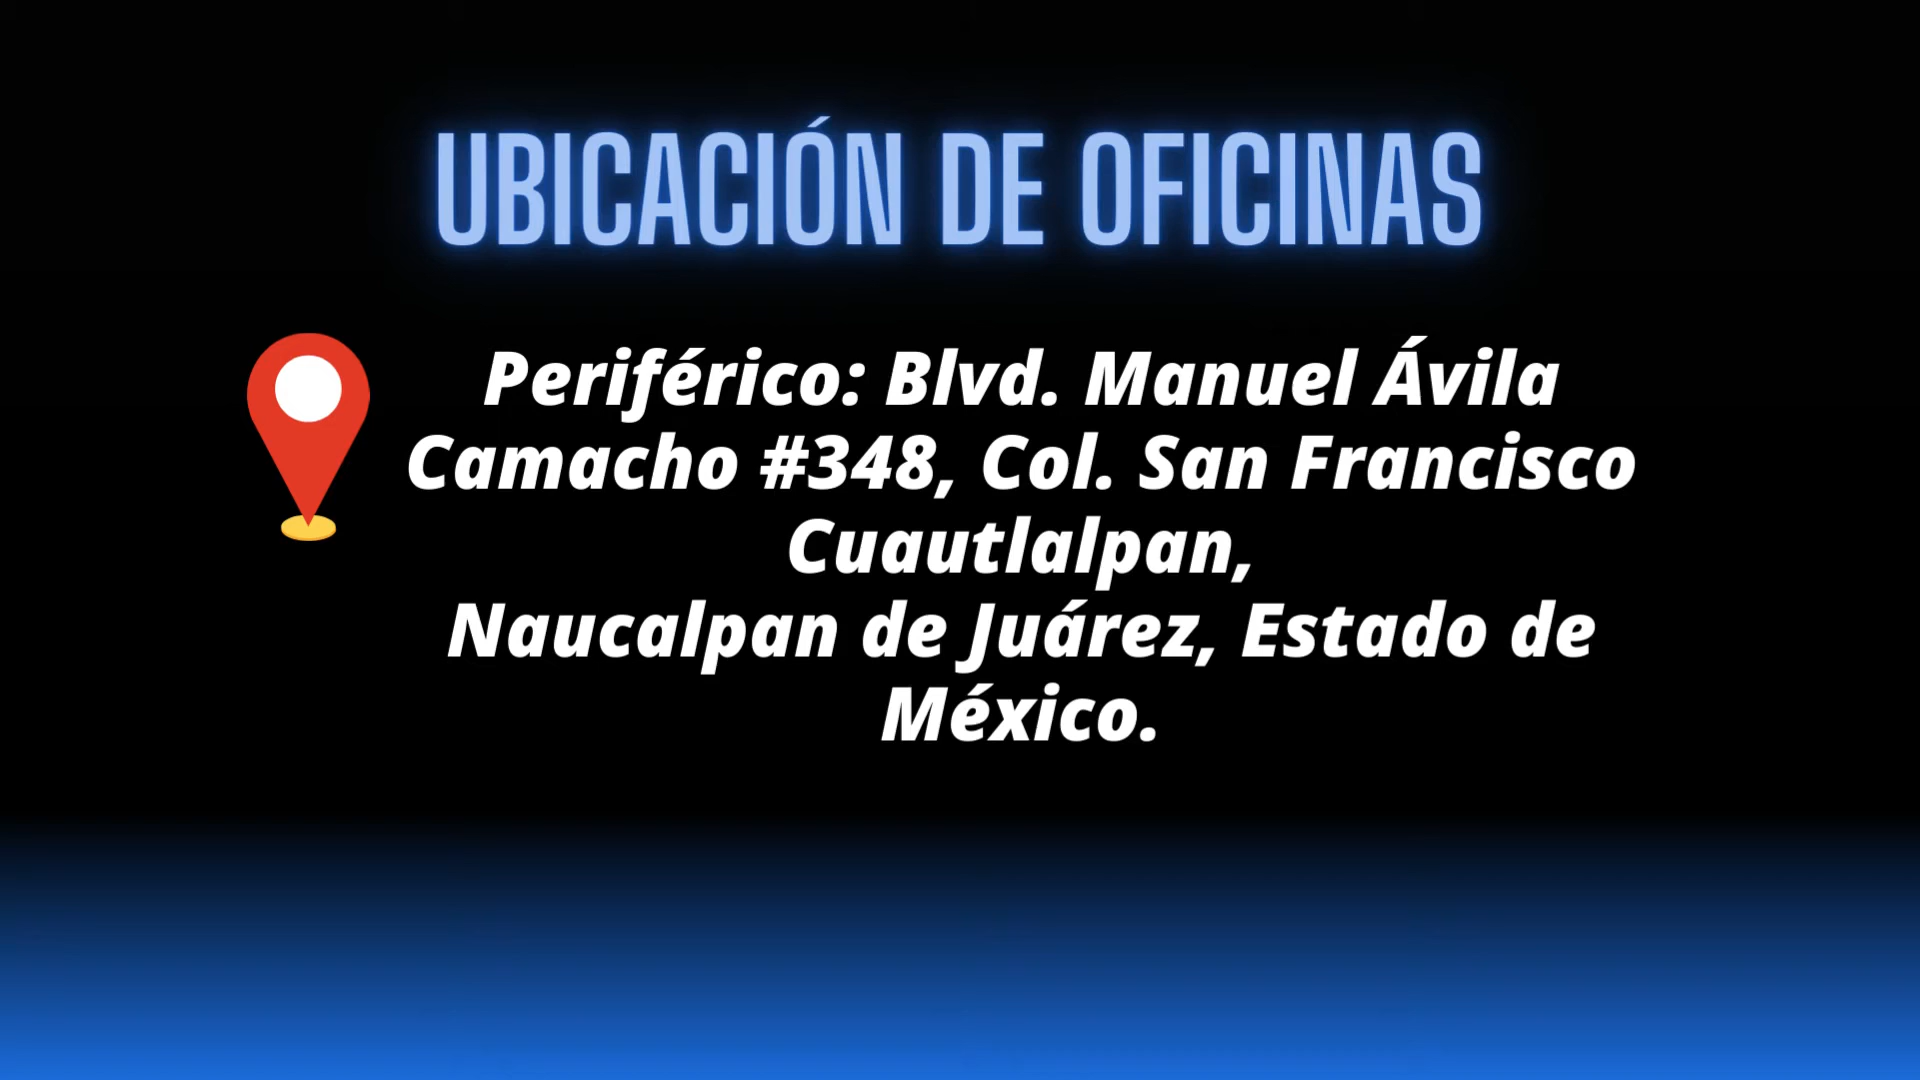 UBICACIÓN DE OFICINAS
Periférico: Blvd. Manuel Ávila
Camacho #348, Col. San Francisco
Cuautlalpan,
Naucalpan de Juárez, Estado de
México.